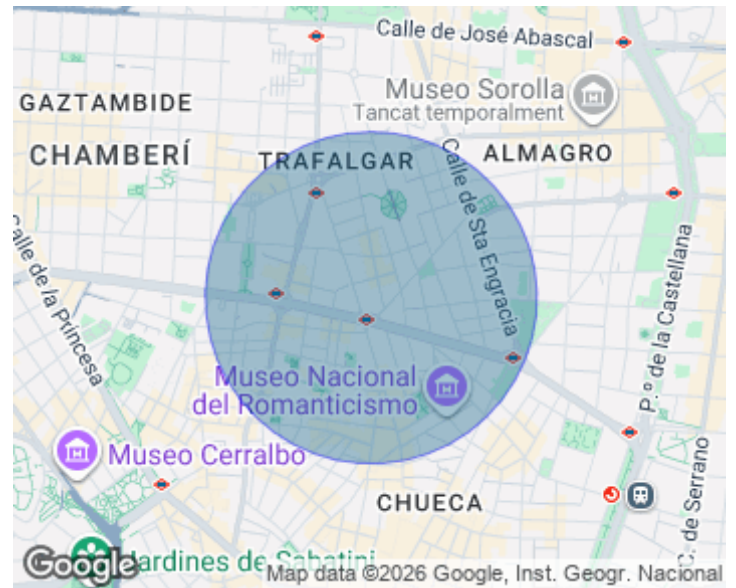 Calle de José Abascal
Museo Sorolla
Tancat temporalment
GAZTAMBIDE
CHAMBERÍ
TRAFALGAR
ALMAGRO
Calle de Sta Engracia
Calle de la Princesa
P.º de la Castellana
Museo Nacional
del Romanticismo
Museo Cerralbo
CHUECA
C. de Serrano
Jardines de Sabatini
Google
Map data ©2026 Google, Inst. Geogr. Nacional